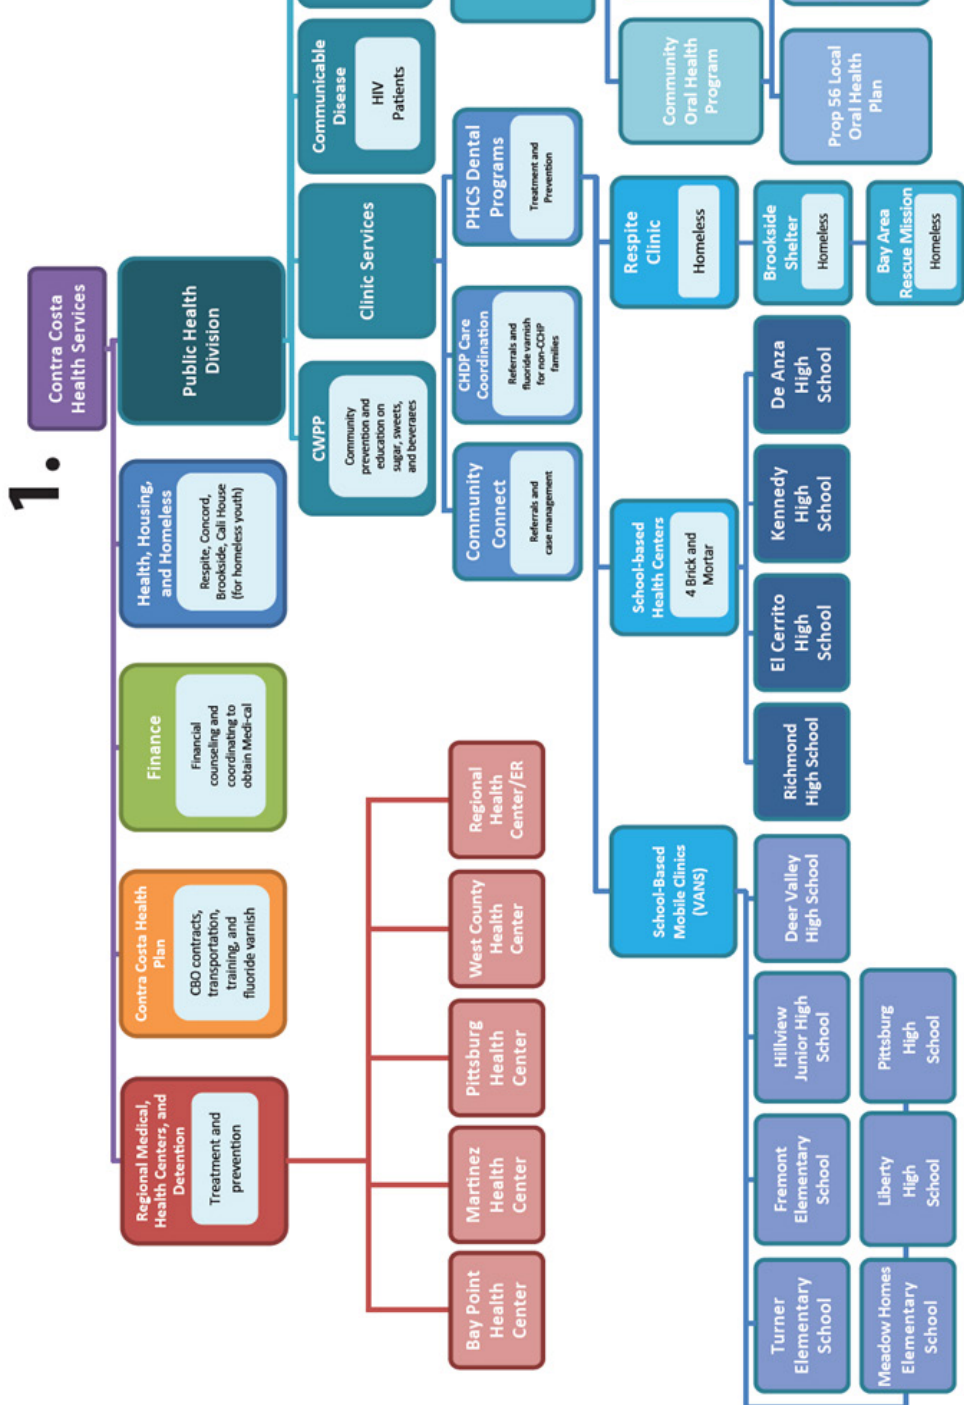 1.
Contra Costa
Health Services
Regional Medical,
Health Centers, and
Detention
Treatment and
prevention
Contra Costa Health
Plan
CBO contracts,
transportation,
training, and
fluoride varnish
Finance
Financial
counseling and
coordinating to
obtain Medi-cal
Health, Housing,
and Homeless
Respite, Concord,
Brookside, Cali House
(for homeless youth)
Public Health
Division
CWPP
Community
prevention and
education on
sugar, sweets,
and beverages
Clinic Services
Communicable
Disease
HIV
Patients
Bay Point
Health
Center
Martinez
Health
Center
Pittsburg
Health
Center
West County
Health
Center
Regional
Health
Center/ER
Community
Connect
Referrals and
case management
CHDP Care
Coordination
Referrals and
fluoride varnish
for non-CCHP
families
PHCS Dental
Programs
Treatment and
Prevention
School-Based
Mobile Clinics
(VANS)
School-based
Health Centers
4 Brick and
Mortar
Respite
Clinic
Homeless
Community
Oral Health
Program
Turner
Elementary
School
Fremont
Elementary
School
Hillview
Junior High
School
Deer Valley
High School
Richmond
High School
El Cerrito
High
School
Kennedy
High
School
De Anza
High
School
Brookside
Shelter
Homeless
Prop 56 Local
Oral Health
Plan
Meadow Homes
Elementary
School
Liberty
High
School
Pittsburg
High
School
Bay Area
Rescue Mission
Homeless